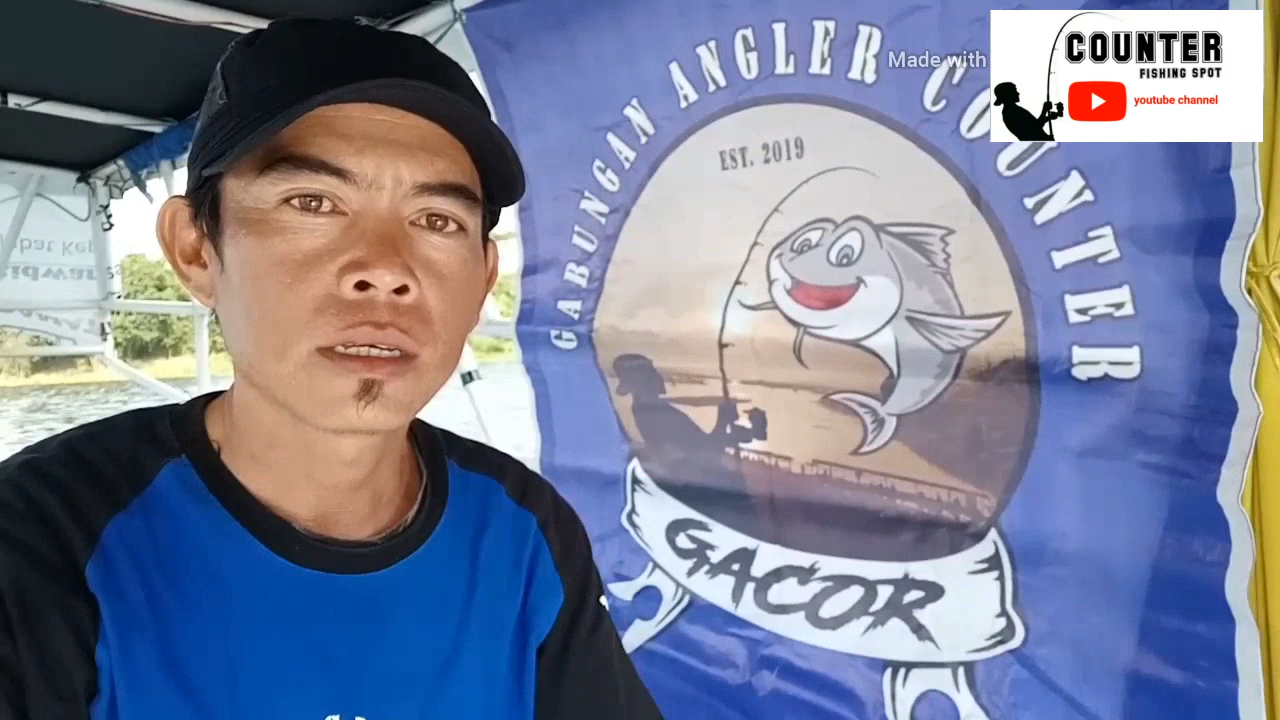 Made with
COUNTER
FISHING SPOT
youtube channel
GABUNGAN ANGLER COUNTER
EST. 2019
GACOR